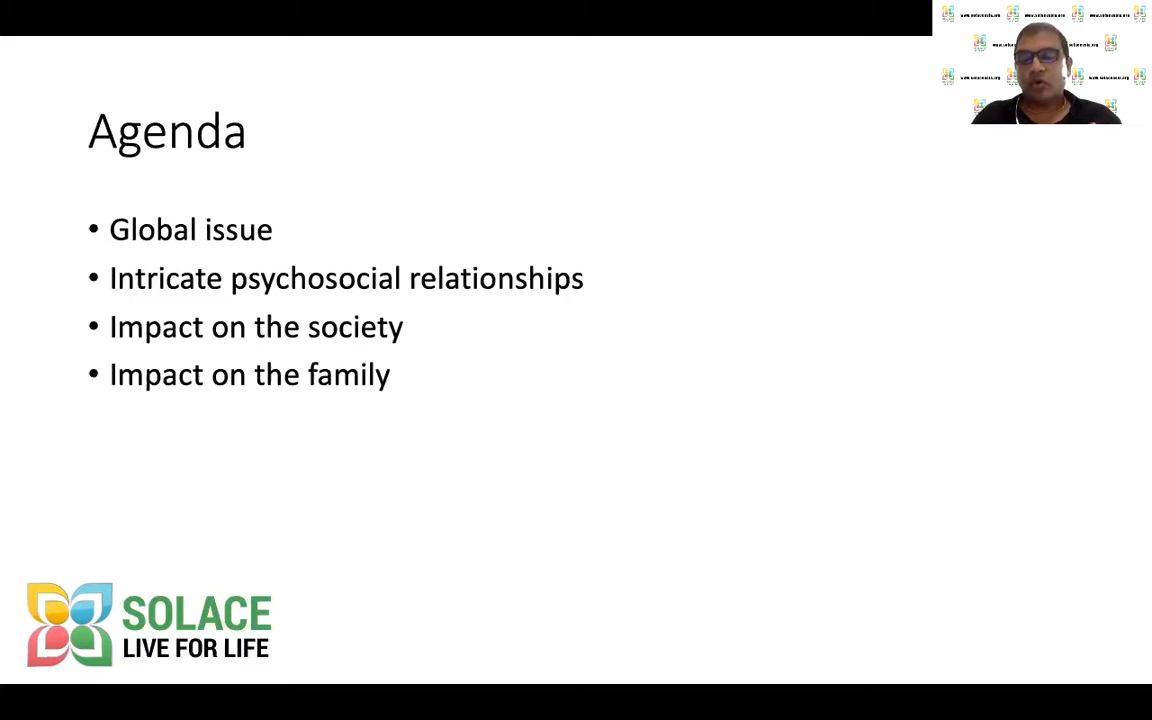 Agenda
• Global issue
• Intricate psychosocial relationships
• Impact on the society
• Impact on the family
SOLACE
LIVE FOR LIFE